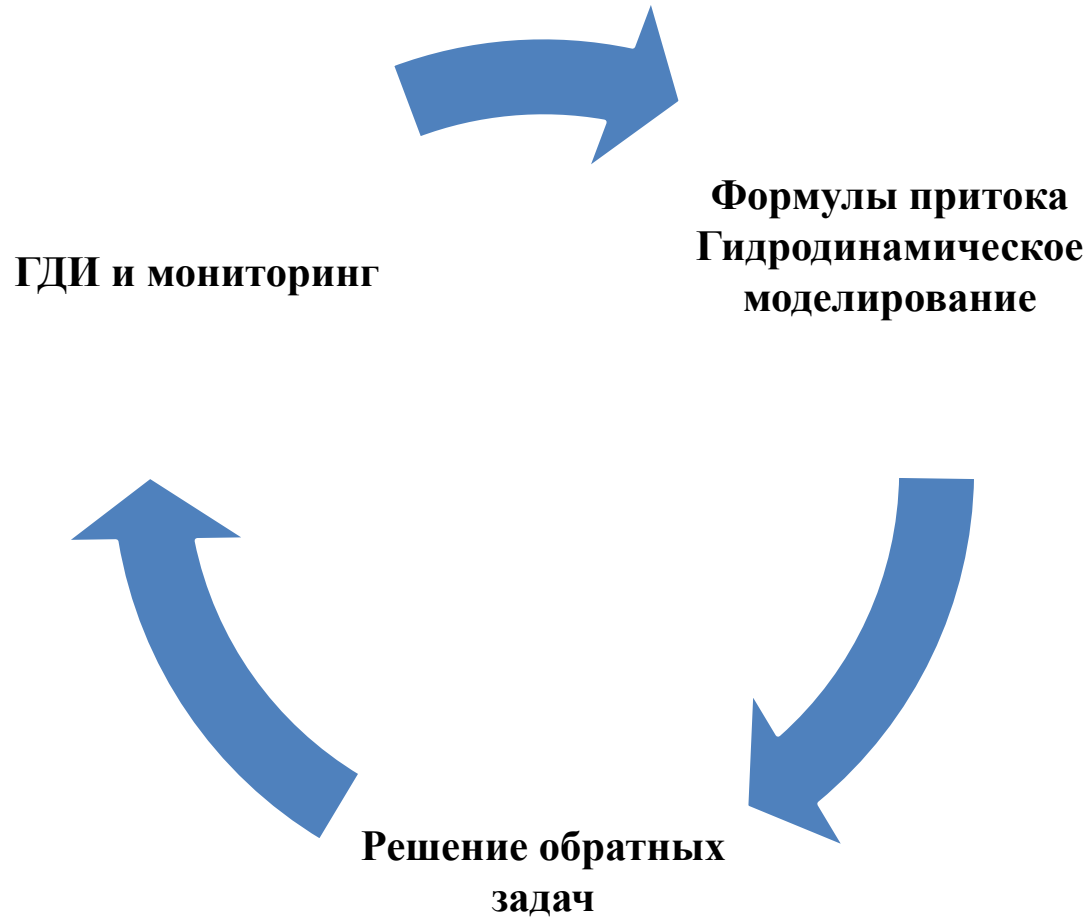 ГДИ и мониторинг
Формулы притока
Гидродинамическое
моделирование
Решение обратных
задач